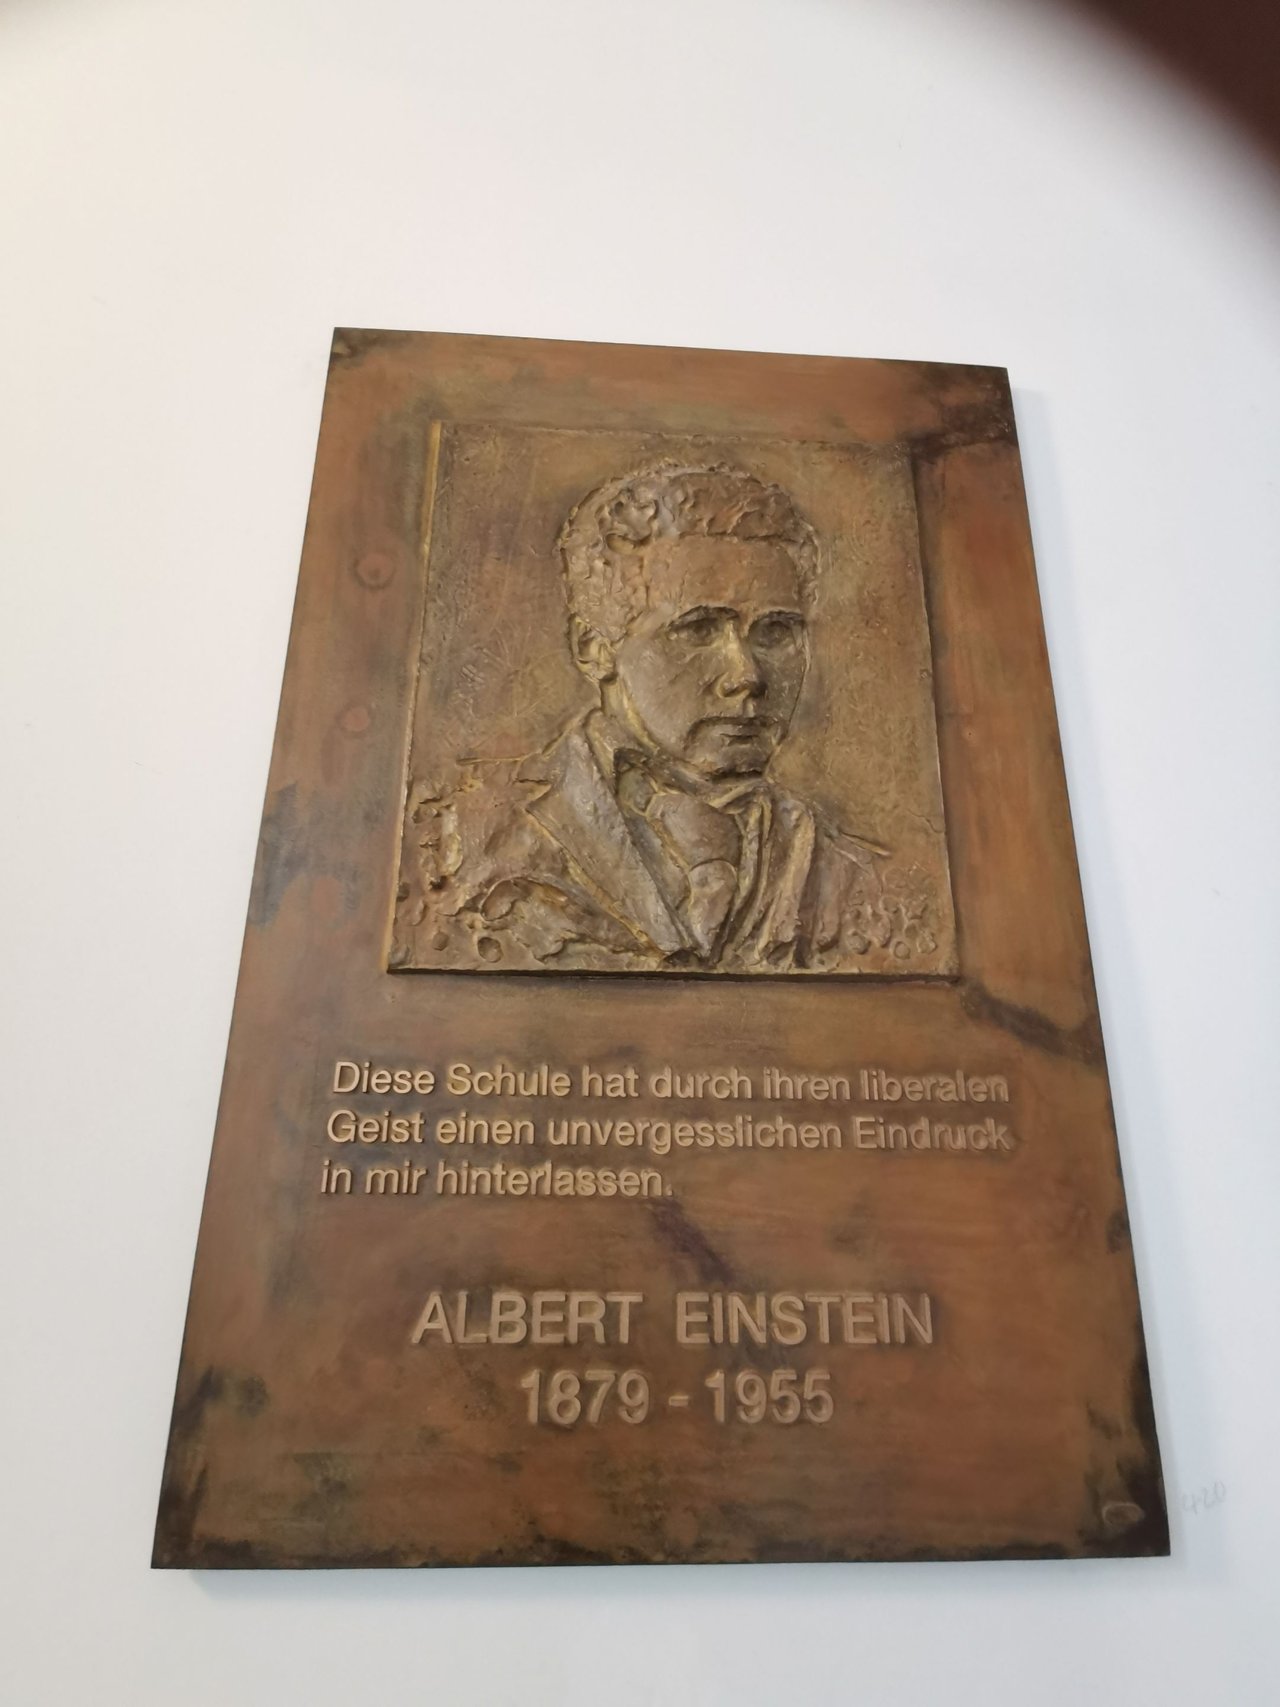 Diese Schule hat durch ihren liberalen
Geist einen unvergesslichen Eindruck
in mir hinterlassen.
ALBERT EINSTEIN
1879 - 1955